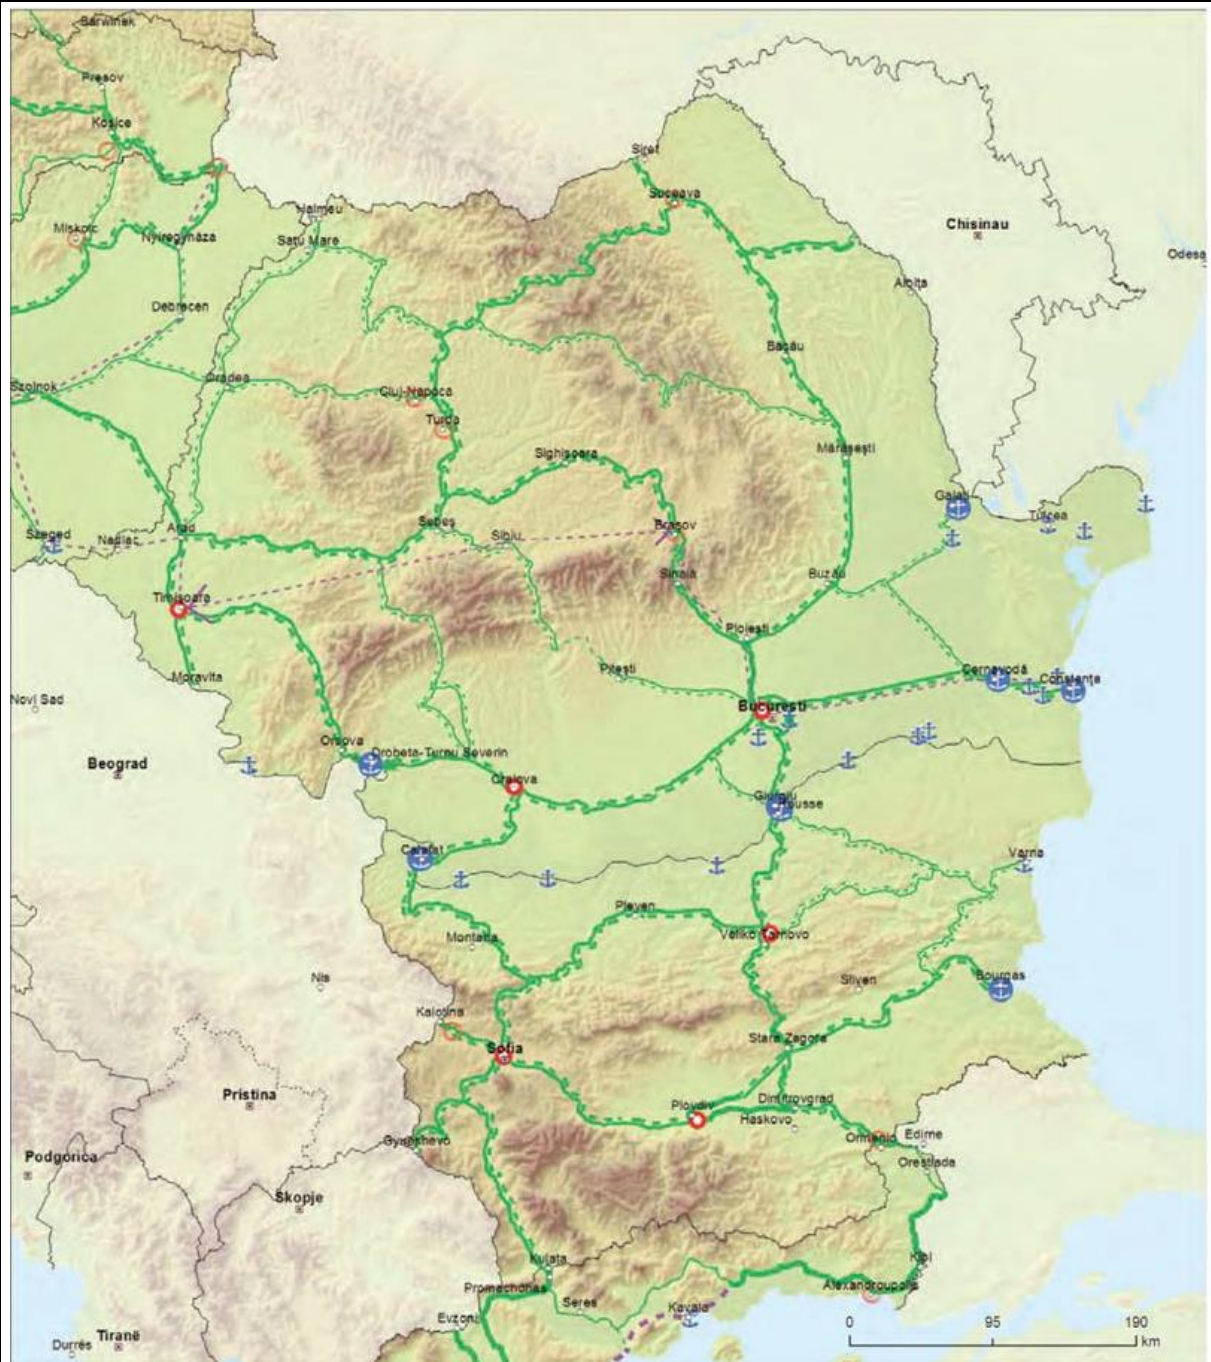 Barwinek
Presov
Kosice
Siret
Suceava
Halmeu
Chisinau
Miskolc
Nyíregyháza
Satu Mare
Odesa
Albița
Debrecen
Bacău
Szolnok
Oradea
Cluj-Napoca
Turda
Mărășești
Sighișoara
Galați
Tulcea
Szeged
Nadlac
Arad
Sebeș
Sibiu
Brașov
Timișoara
Sinaia
Buzău
Ploiești
Moravita
Pitești
Cernavodă
Constanța
Novi Sad
București
Orsova
Drobeta-Turnu Severin
Beograd
Craiova
Giurgiu
Rousse
Calafat
Varna
Pleven
Montana
Veliko Tarnovo
Nis
Sliven
Bourgas
Kalotina
Sofia
Stara Zagora
Pristina
Plovdiv
Dimitrovgrad
Haskovo
Gyueshevo
Ormenio
Edirne
Podgorica
Orestiada
Skopje
Kulata
Kipi
Promachonas
Alexandroupolis
Seres
Kavala
Evzoni
Tiranë
Durrës
0 95 190
km